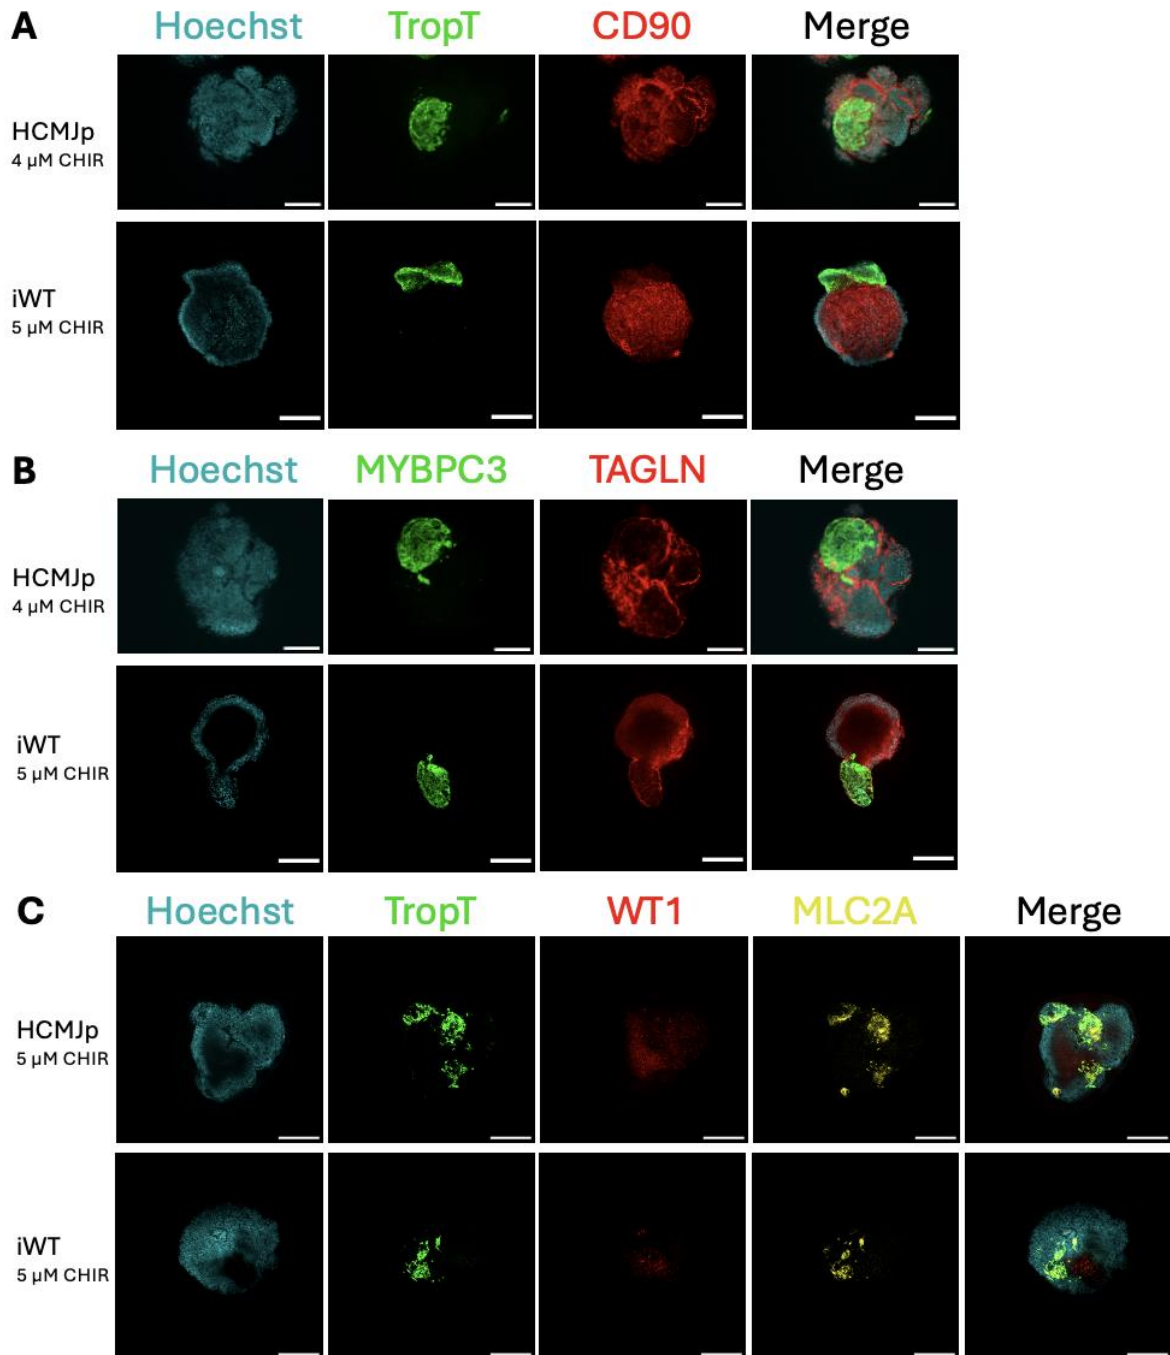 A Hoechst TropT CD90 Merge
HCMJp
4 µM CHIR
iWT
5 µM CHIR
B Hoechst MYBPC3 TAGLN Merge
HCMJp
4 µM CHIR
iWT
5 µM CHIR
C Hoechst TropT WT1 MLC2A Merge
HCMJp
5 µM CHIR
iWT
5 µM CHIR